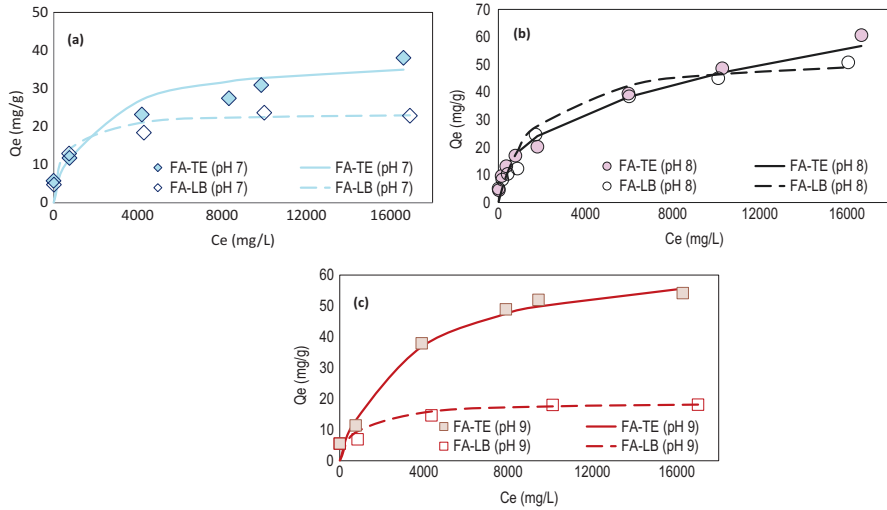 (a)
50
40
30
20
10
0
Qe (mg/g)
FA-TE (pH 7) FA-TE (pH 7)
FA-LB (pH 7) FA-LB (pH 7)
0 4000 8000 12000 16000
Ce (mg/L)
(b)
70
60
50
40
30
20
10
0
Qe (mg/g)
FA-TE (pH 8) FA-TE (pH 8)
FA-LB (pH 8) FA-LB (pH 8)
0 4000 8000 12000 16000
Ce (mg/L)
(c)
60
50
40
30
20
10
0
Qe (mg/g)
FA-TE (pH 9) FA-TE (pH 9)
FA-LB (pH 9) FA-LB (pH 9)
0 4000 8000 12000 16000
Ce (mg/L)